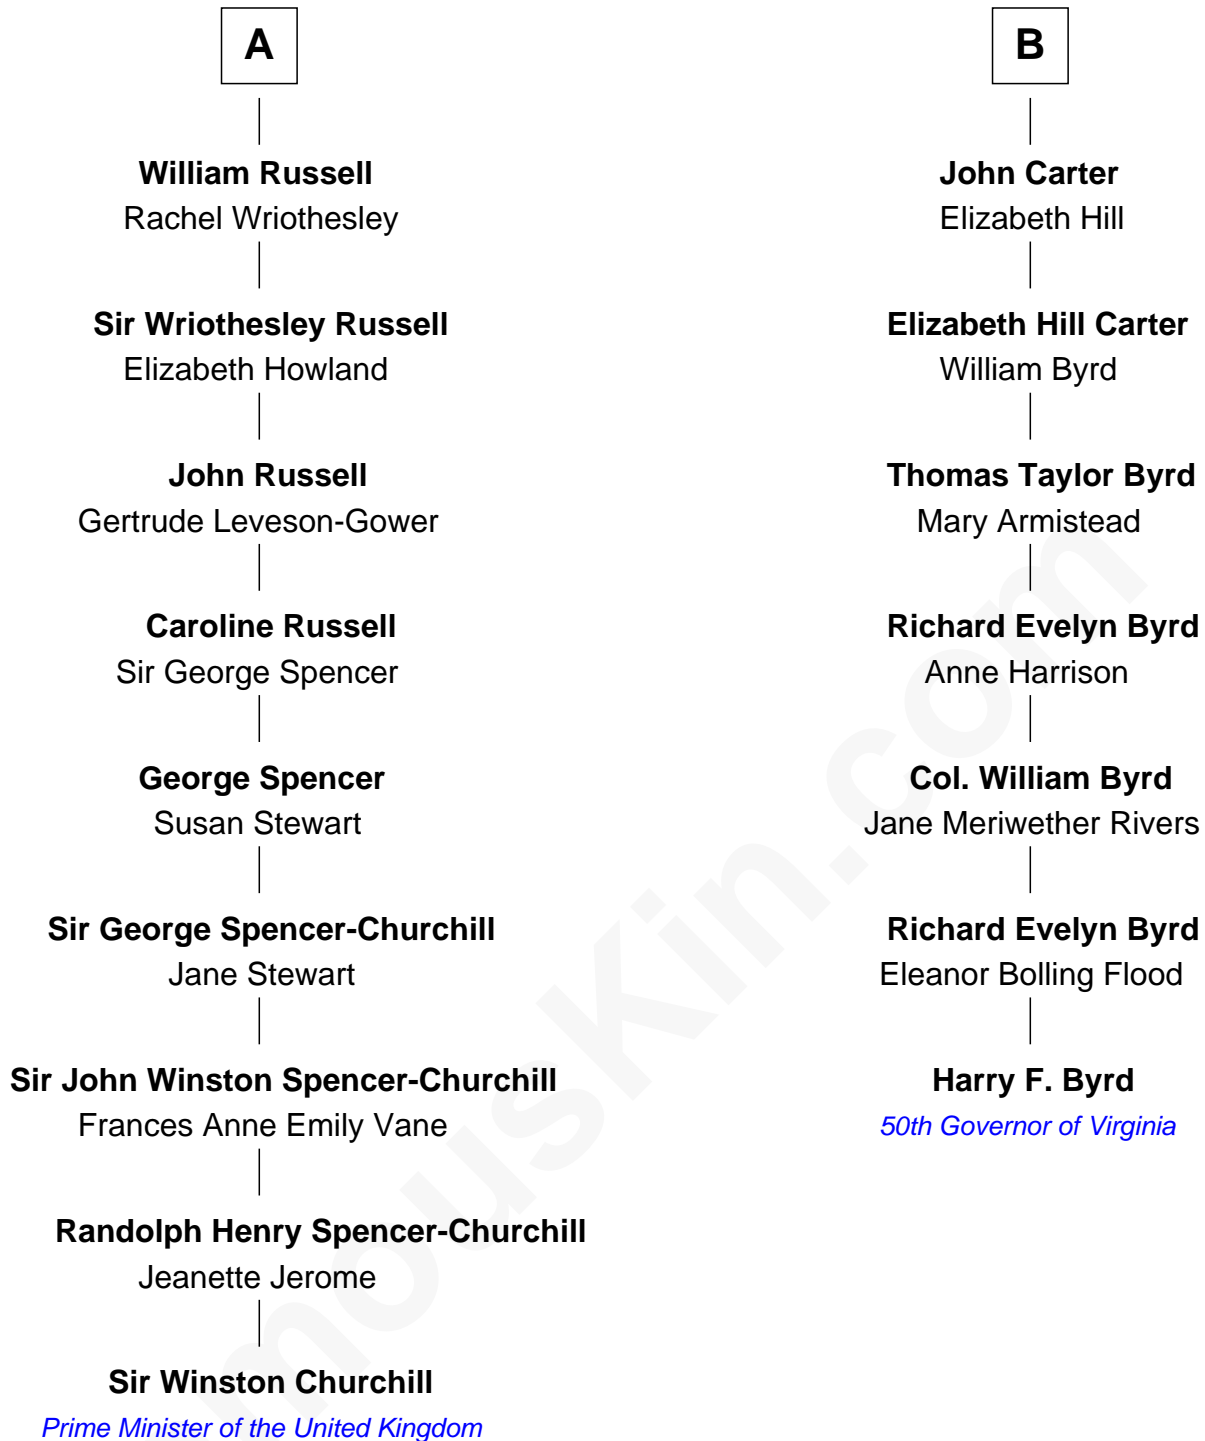 A
William Russell
Rachel Wriothesley
Sir Wriothesley Russell
Elizabeth Howland
John Russell
Gertrude Leveson-Gower
Caroline Russell
Sir George Spencer
George Spencer
Susan Stewart
Sir George Spencer-Churchill
Jane Stewart
Sir John Winston Spencer-Churchill
Frances Anne Emily Vane
Randolph Henry Spencer-Churchill
Jeanette Jerome
Sir Winston Churchill
Prime Minister of the United Kingdom
B
John Carter
Elizabeth Hill
Elizabeth Hill Carter
William Byrd
Thomas Taylor Byrd
Mary Armistead
Richard Evelyn Byrd
Anne Harrison
Col. William Byrd
Jane Meriwether Rivers
Richard Evelyn Byrd
Eleanor Bolling Flood
Harry F. Byrd
50th Governor of Virginia
mousKin.com